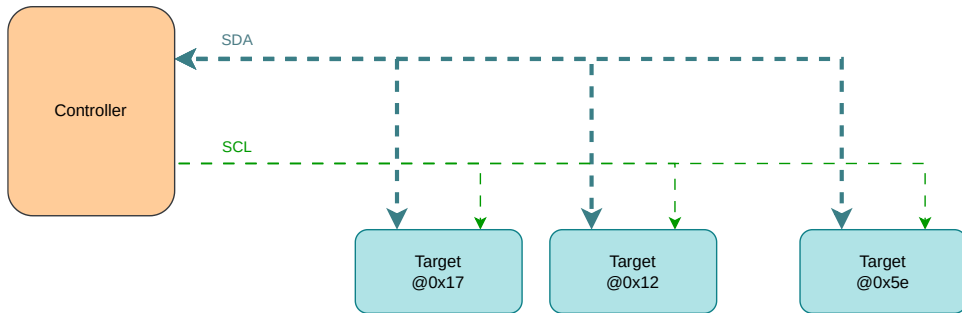 SDA
Controller
SCL
Target
@0x17
Target
@0x12
Target
@0x5e